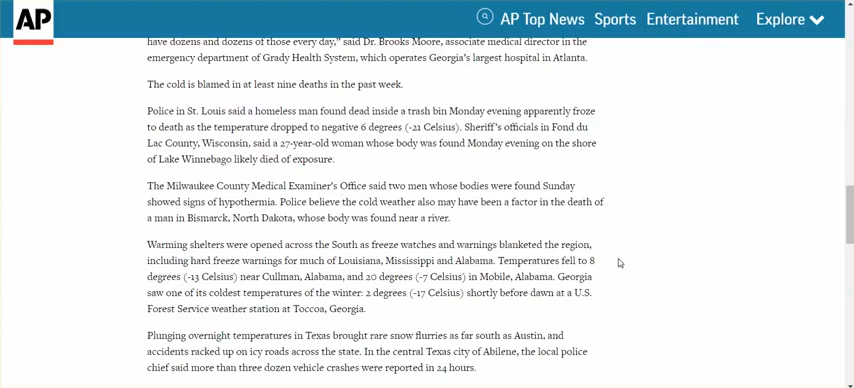 AP
AP Top News Sports Entertainment Explore
have dozens and dozens of those every day,” said Dr. Brooks Moore, associate medical director in the
emergency department of Grady Health System, which operates Georgia’s largest hospital in Atlanta.
The cold is blamed in at least nine deaths in the past week.
Police in St. Louis said a homeless man found dead inside a trash bin Monday evening apparently froze
to death as the temperature dropped to negative 6 degrees (-21 Celsius). Sheriff’s officials in Fond du
Lac County, Wisconsin, said a 27-year-old woman whose body was found Monday evening on the shore
of Lake Winnebago likely died of exposure.
The Milwaukee County Medical Examiner’s Office said two men whose bodies were found Sunday
showed signs of hypothermia. Police believe the cold weather also may have been a factor in the death of
a man in Bismarck, North Dakota, whose body was found near a river.
Warming shelters were opened across the South as freeze watches and warnings blanketed the region,
including hard freeze warnings for much of Louisiana, Mississippi and Alabama. Temperatures fell to 8
degrees (-13 Celsius) near Cullman, Alabama, and 20 degrees (-7 Celsius) in Mobile, Alabama. Georgia
saw one of its coldest temperatures of the winter: 2 degrees (-17 Celsius) shortly before dawn at a U.S.
Forest Service weather station at Toccoa, Georgia.
Plunging overnight temperatures in Texas brought rare snow flurries as far south as Austin, and
accidents racked up on icy roads across the state. In the central Texas city of Abilene, the local police
chief said more than three dozen vehicle crashes were reported in 24 hours.